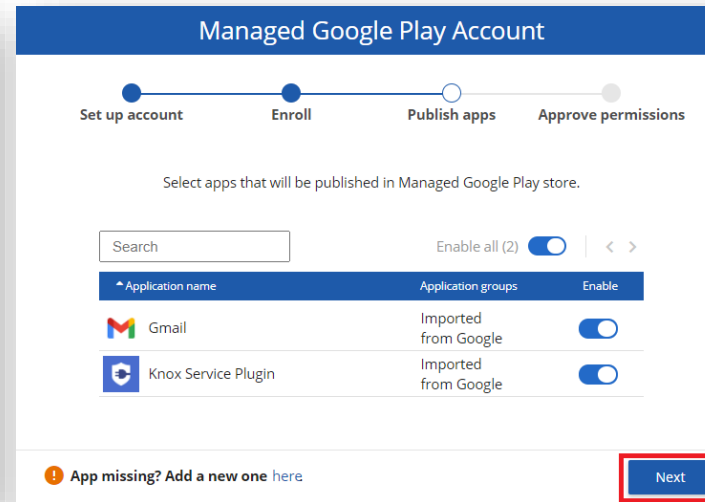 Managed Google Play Account
Set up account
Enroll
Publish apps
Approve permissions
Select apps that will be published in Managed Google Play store.
Search
Enable all (2)
Application name
Application groups
Enable
Gmail
Imported
from Google
Knox Service Plugin
Imported
from Google
App missing? Add a new one here.
Next